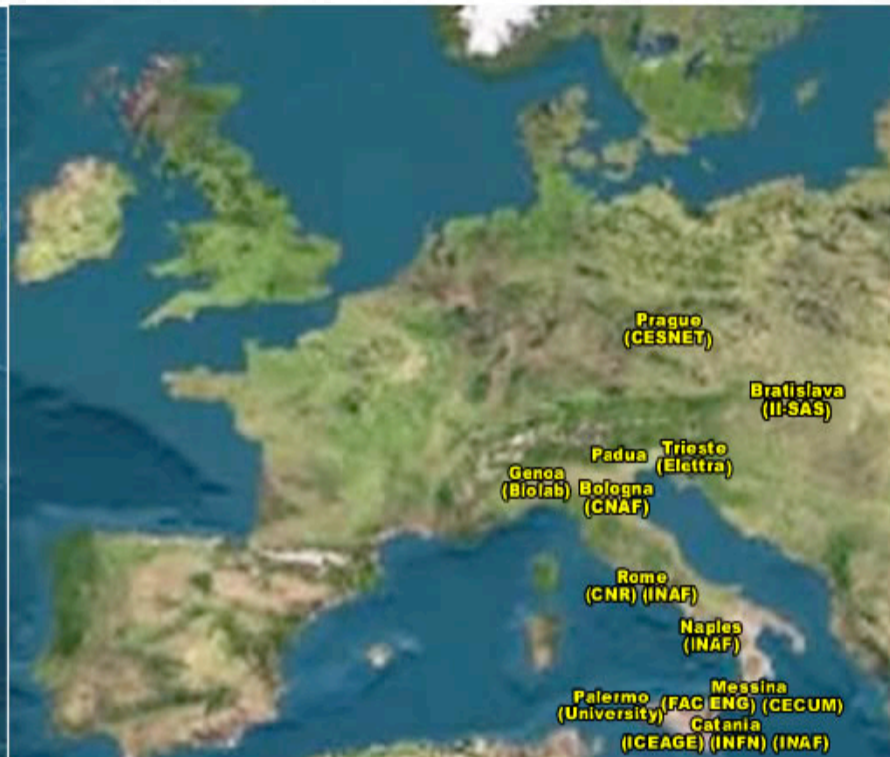 Prague
(CESNET)
Bratislava
(II-SAS)
Padua
Trieste
(Elettra)
Genoa
(Biolab)
Bologna
(CNAF)
Rome
(CNR) (INAF)
Naples
(INAF)
Palermo
(University)
Messina
(FAC ENG) (CECUM)
Catania
(ICEAGE) (INFN) (INAF)